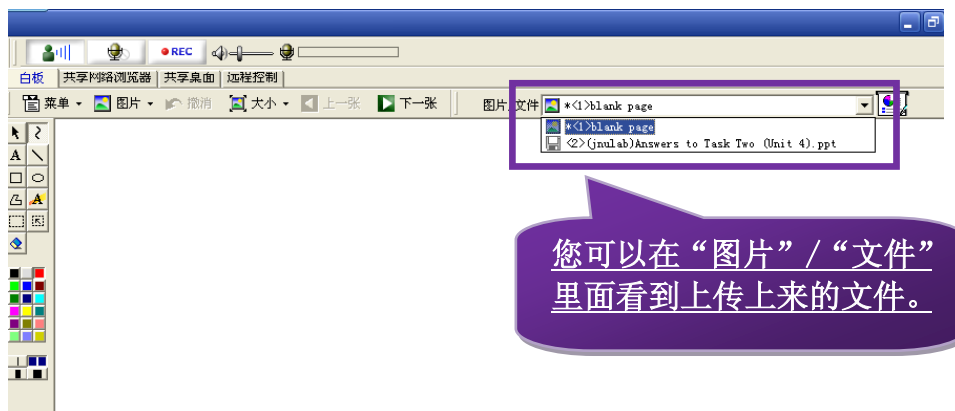 REC
白板 共享网络浏览器 共享桌面 远程控制
菜单 图片 撤消 大小 上一张 下一张 图片/文件 *<1>blank page
*<1>blank page
<2>(jnulab)Answers to Task Two (Unit 4).ppt
A
A
您可以在“图片”/“文件”
里面看到上传上来的文件。